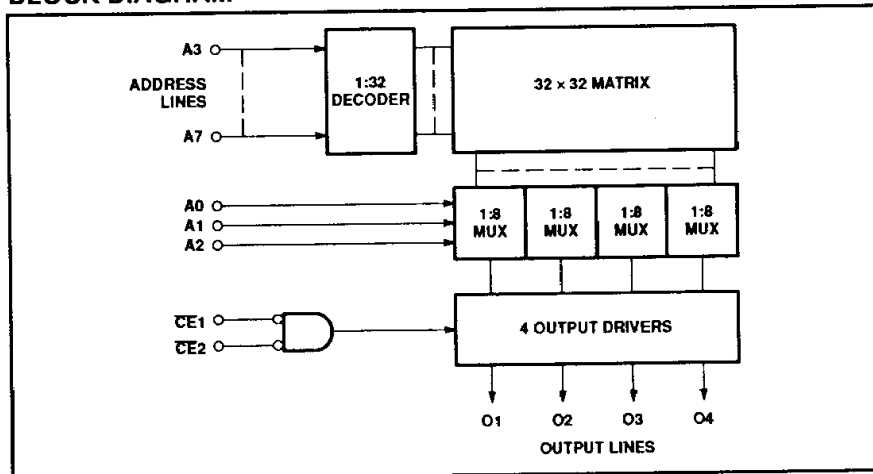 BLOCK DIAGRAM
A3
ADDRESS
LINES
A7
1:32
DECODER
32 × 32 MATRIX
A0
A1
A2
1:8
MUX
1:8
MUX
1:8
MUX
1:8
MUX
CE1
CE2
4 OUTPUT DRIVERS
O1 O2 O3 O4
OUTPUT LINES